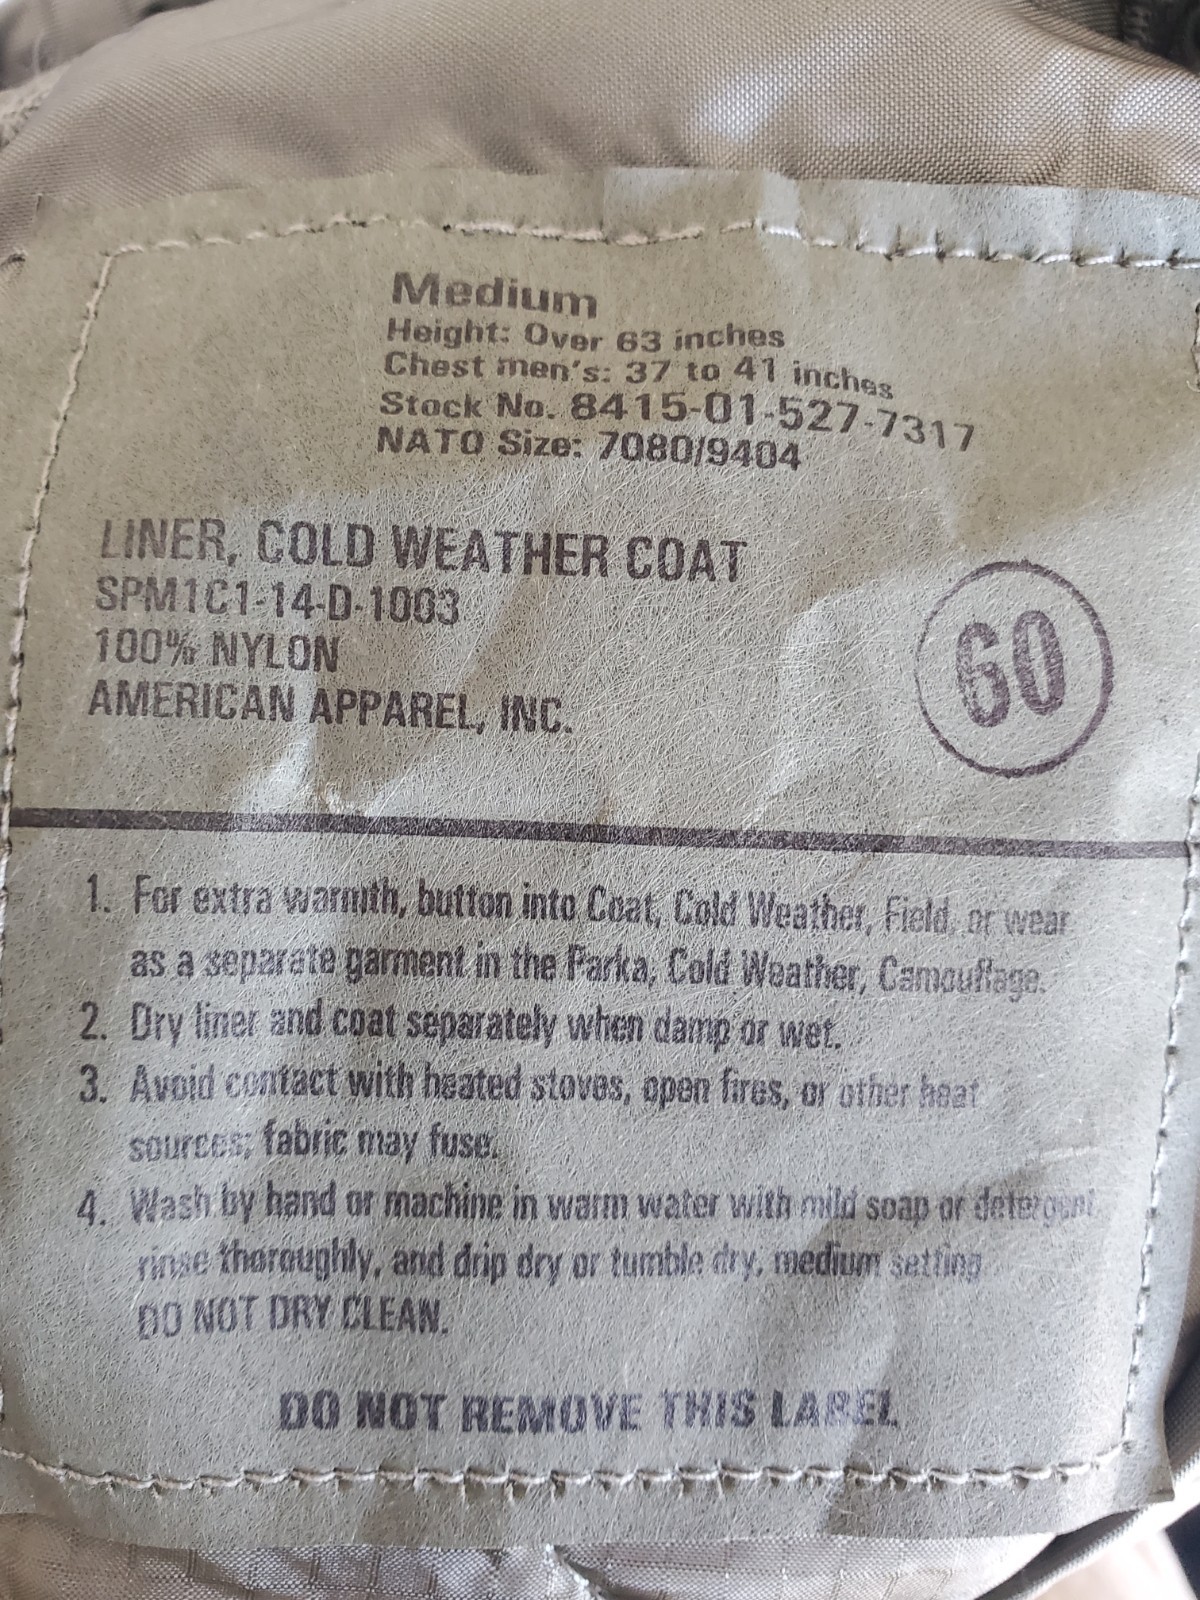 Medium
Height: Over 63 inches
Chest men's: 37 to 41 inches
Stock No. 8415-01-527-7317
NATO Size: 7080/9404
LINER, COLD WEATHER COAT
SPM1C1-14-D-1003
100% NYLON
AMERICAN APPAREL, INC.
60
1. For extra warmth, button into Coat, Cold Weather, Field, or wear
as a separate garment in the Parka, Cold Weather, Camouflage.
2. Dry liner and coat separately when damp or wet.
3. Avoid contact with heated stoves, open fires, or other heat
sources; fabric may fuse.
4. Wash by hand or machine in warm water with mild soap or detergent,
rinse thoroughly, and drip dry or tumble dry, medium setting.
DO NOT DRY CLEAN.
DO NOT REMOVE THIS LABEL